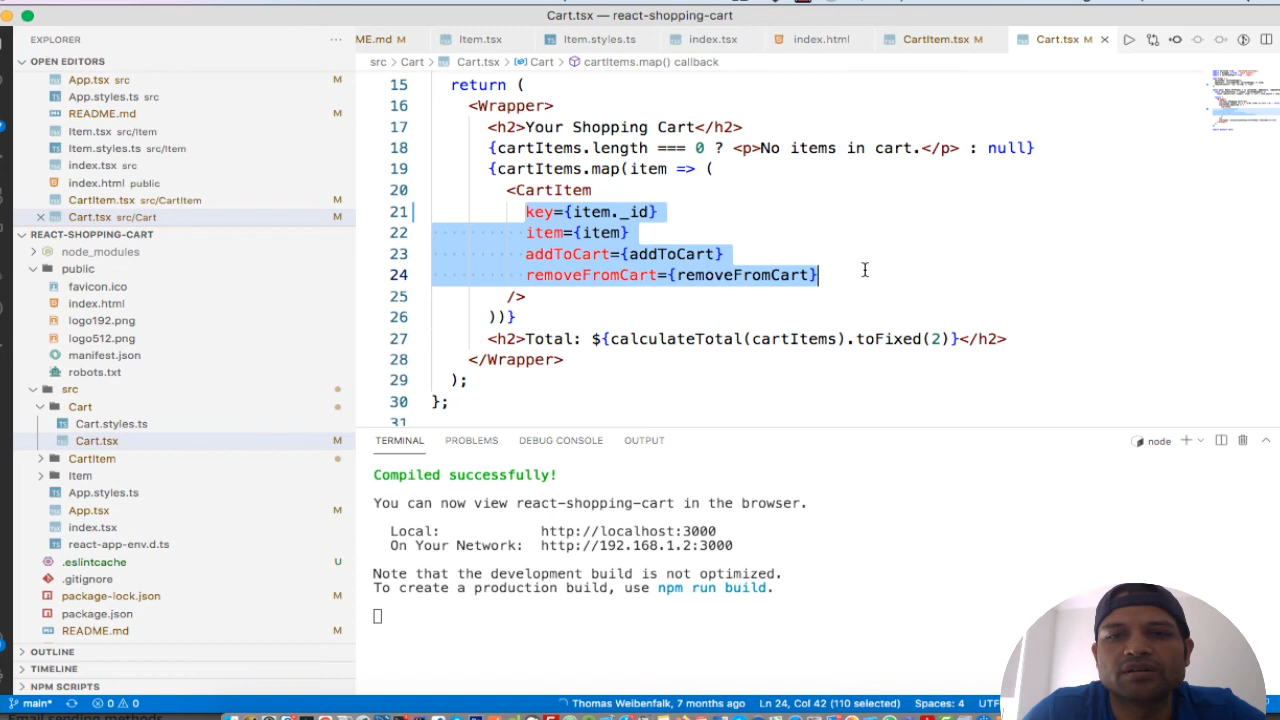 Cart.tsx — react-shopping-cart
EXPLORER
ME.md M
Item.tsx
Item.styles.ts
index.tsx
index.html
CartItem.tsx M
Cart.tsx M
src > Cart > Cart.tsx > Cart > cartItems.map() callback
OPEN EDITORS
App.tsx src M
App.styles.ts src
README.md M
Item.tsx src/Item
Item.styles.ts src/Item
index.tsx src
index.html public
CartItem.tsx src/CartItem M
Cart.tsx src/Cart M
REACT-SHOPPING-CART
node_modules
public
favicon.ico
index.html
logo192.png
logo512.png
manifest.json
robots.txt
src
Cart
Cart.styles.ts
Cart.tsx M
CartItem
Item
App.styles.ts
App.tsx M
index.tsx
react-app-env.d.ts
.eslintcache U
.gitignore
package-lock.json M
package.json
README.md M
OUTLINE
TIMELINE
NPM SCRIPTS
15 return (
16 <Wrapper>
17 <h2>Your Shopping Cart</h2>
18 {cartItems.length === 0 ? <p>No items in cart.</p> : null}
19 {cartItems.map(item => (
20 <CartItem
21 key={item._id}
22 item={item}
23 addToCart={addToCart}
24 removeFromCart={removeFromCart}
25 />
26 ))}
27 <h2>Total: ${calculateTotal(cartItems).toFixed(2)}</h2>
28 </Wrapper>
29 );
30 };
31
TERMINAL PROBLEMS DEBUG CONSOLE OUTPUT
node
Compiled successfully!
You can now view react-shopping-cart in the browser.
Local: http://localhost:3000
On Your Network: http://192.168.1.2:3000
Note that the development build is not optimized.
To create a production build, use npm run build.
main* 0 0 Thomas Weibenfalk, 7 months ago Ln 24, Col 42 (110 selected) Spaces: 4 UTF
Email sending methods